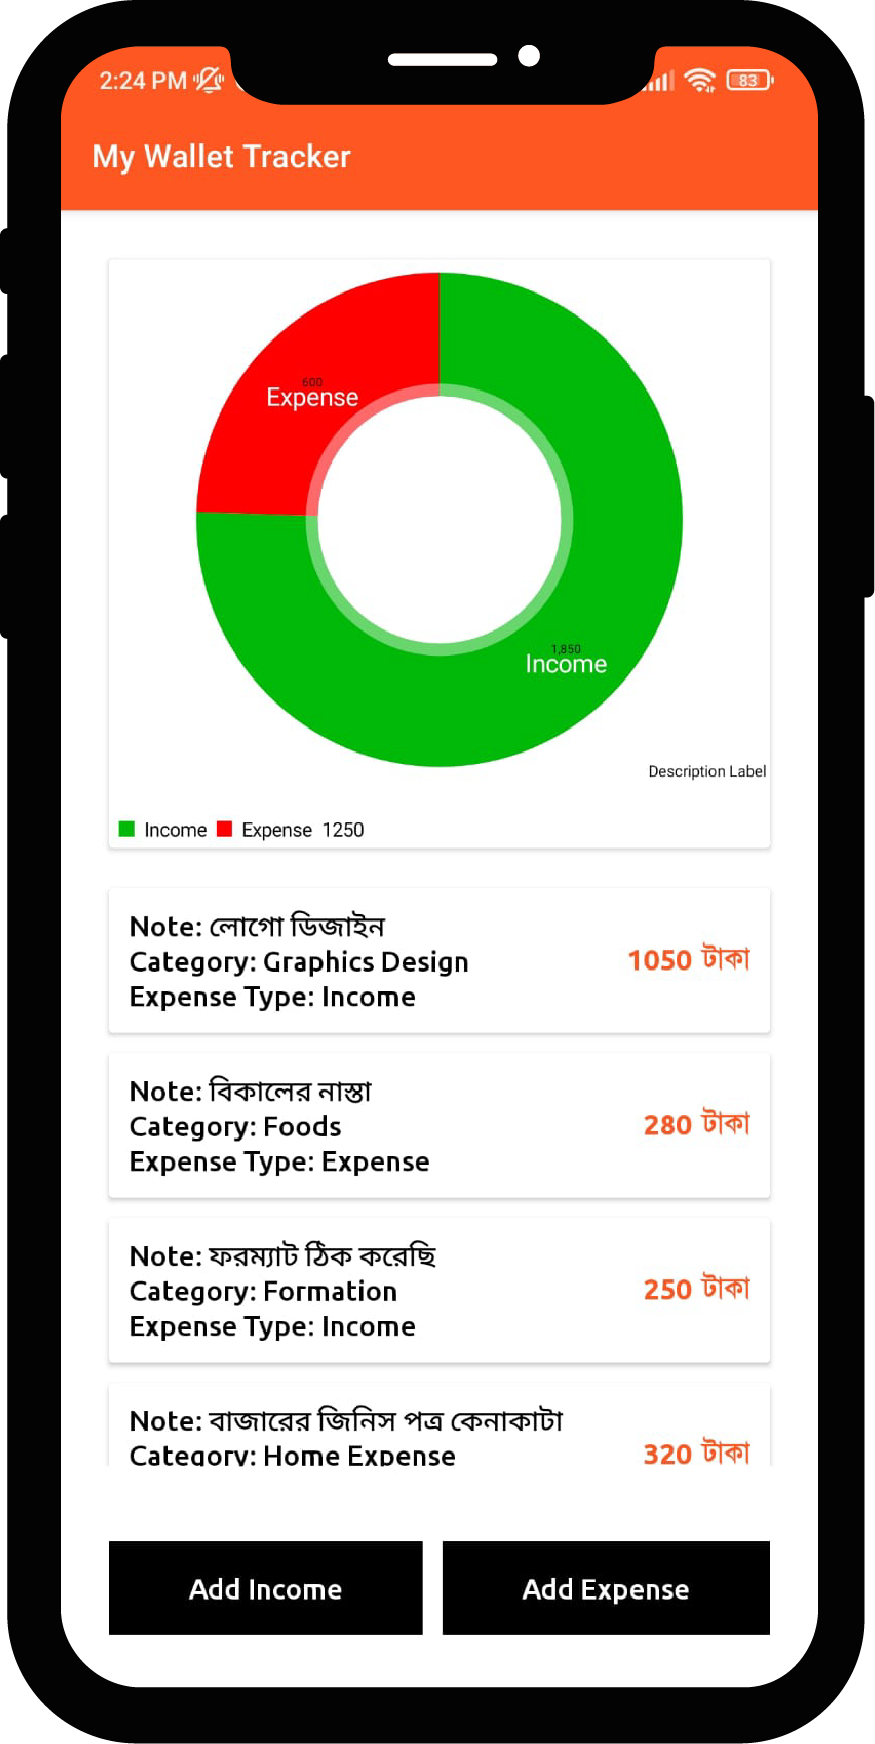 2:24 PM
83
My Wallet Tracker
600
Expense
1,850
Income
Description Label
Income Expense 1250
Note: লোগো ডিজাইন
Category: Graphics Design
Expense Type: Income
1050 টাকা
Note: বিকালের নাস্তা
Category: Foods
Expense Type: Expense
280 টাকা
Note: ফরম্যাট ঠিক করেছি
Category: Formation
Expense Type: Income
250 টাকা
Note: বাজারের জিনিস পত্র কেনাকাটা
Category: Home Expense
320 টাকা
Add Income
Add Expense